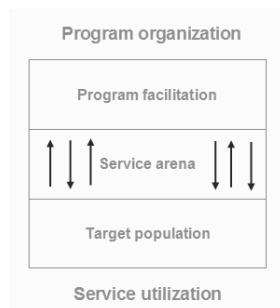 Program organization
Program facilitation
Service arena
Target population
Service utilization